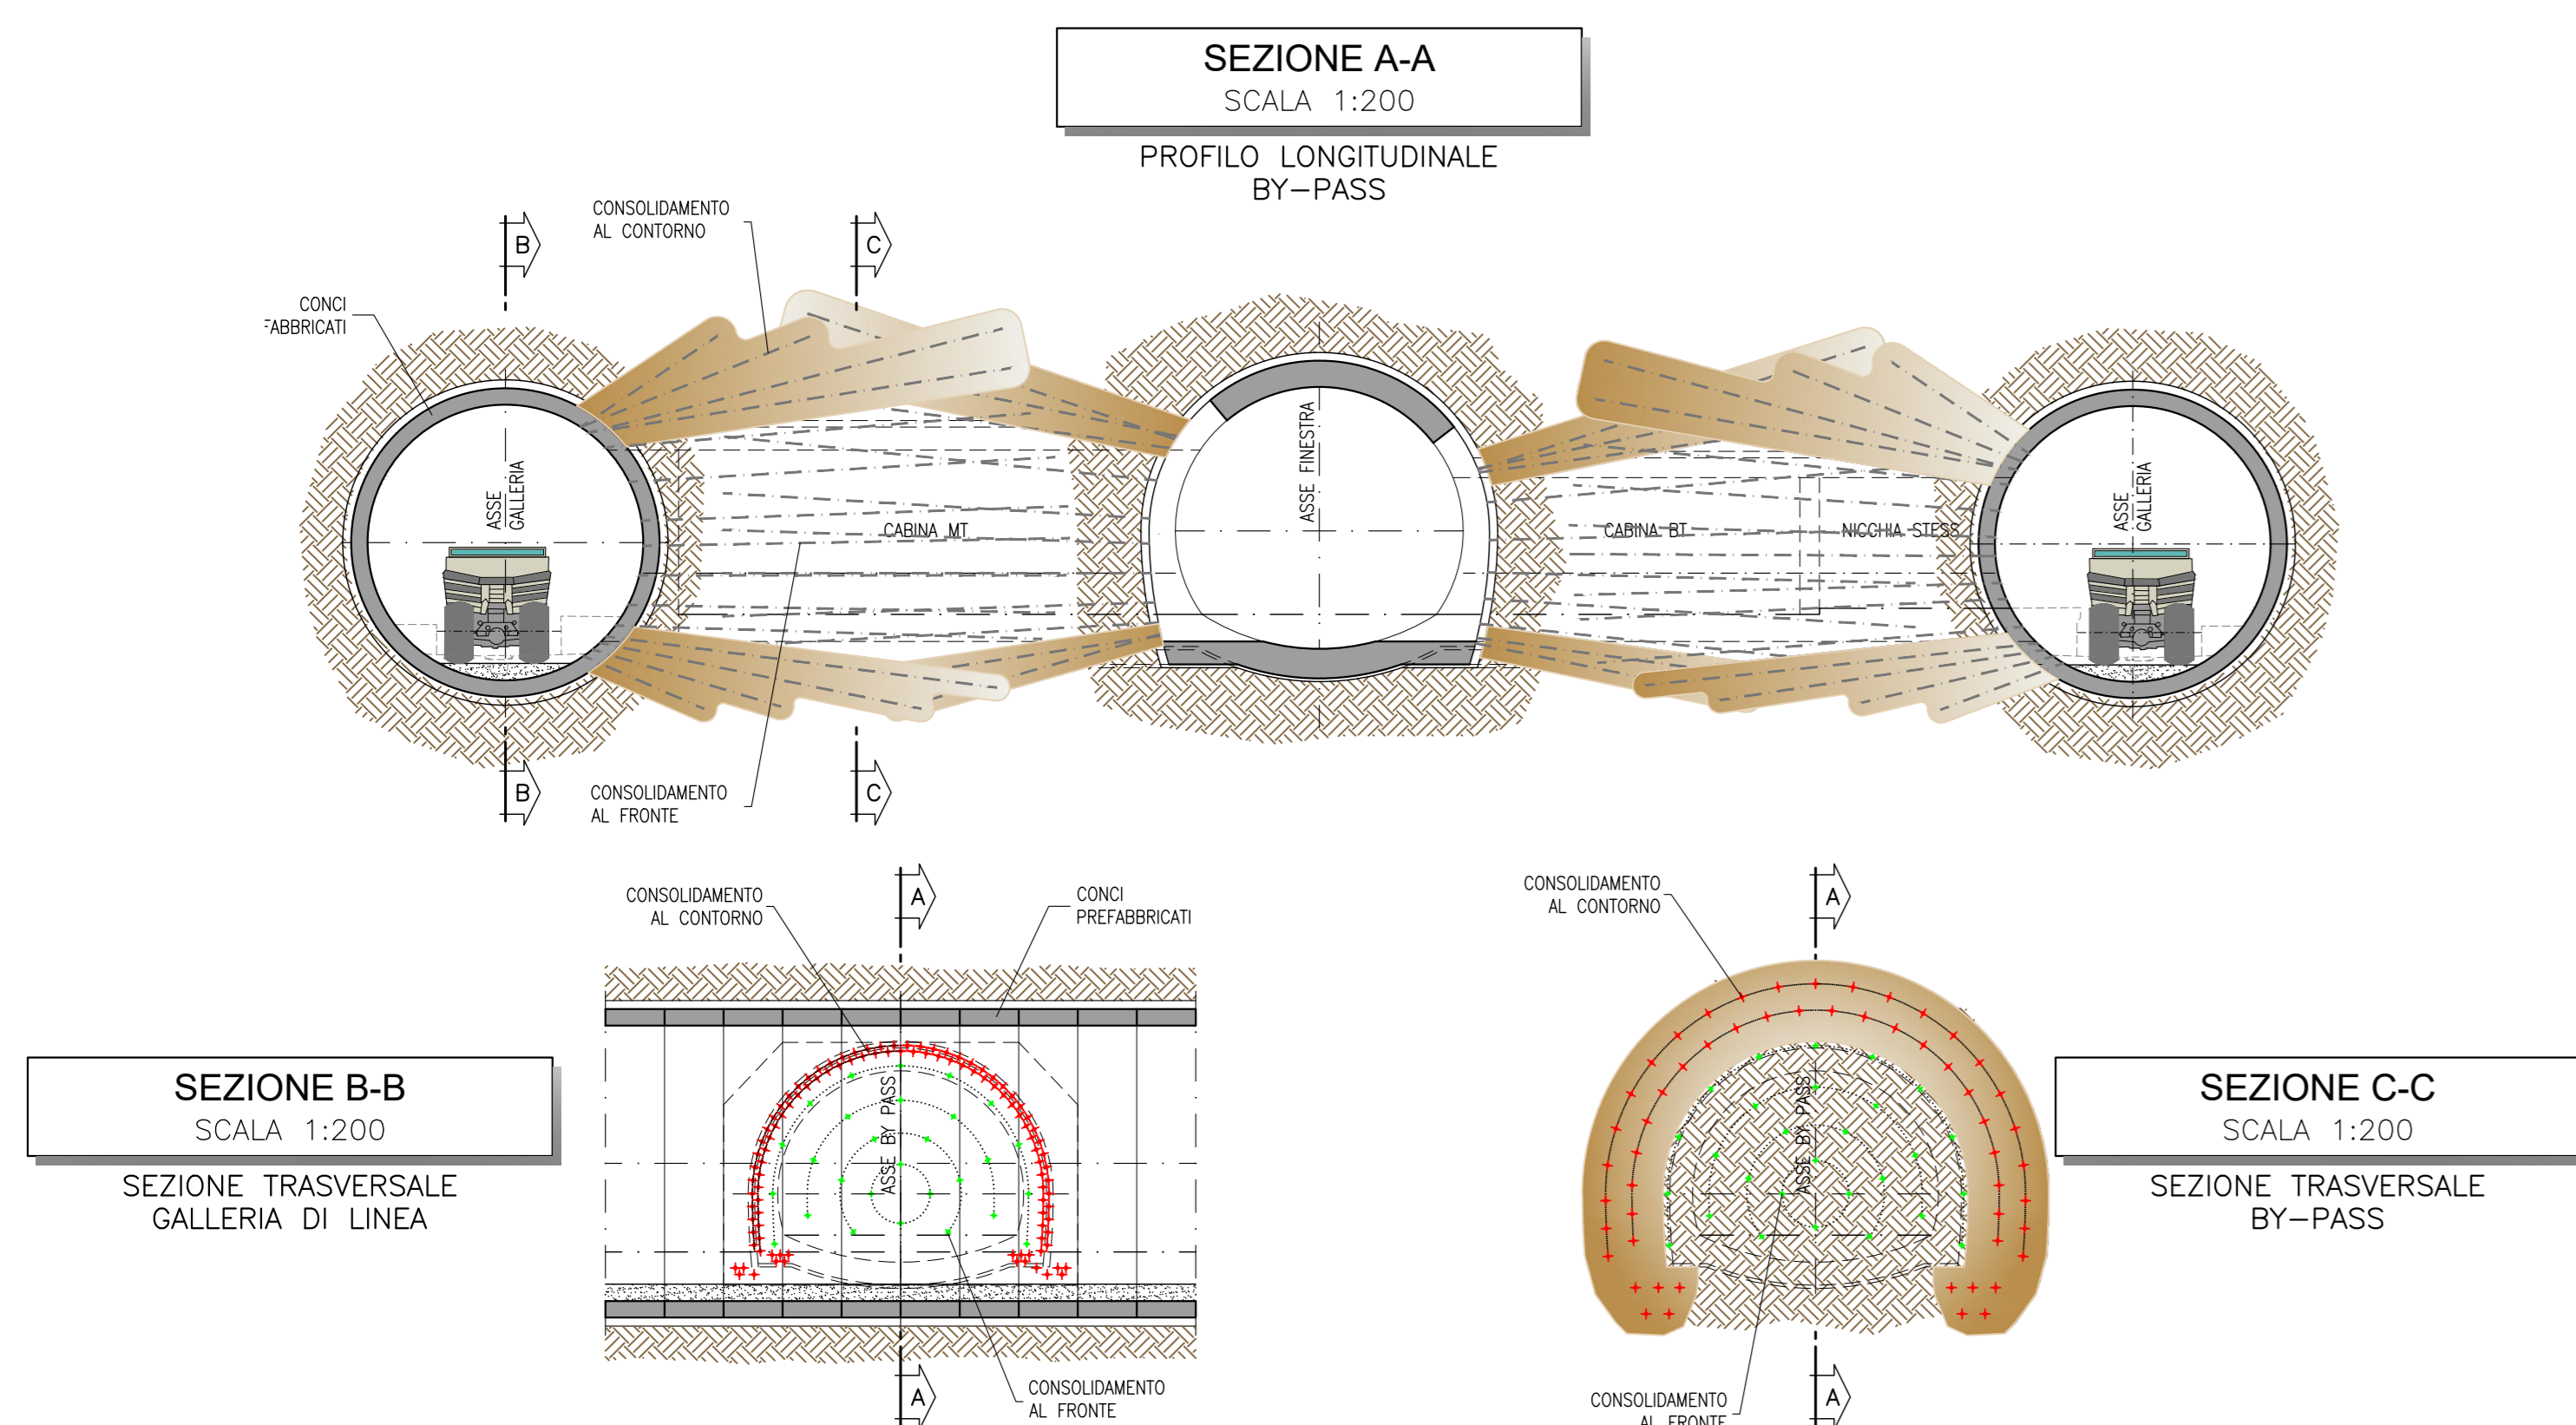 SEZIONE A-A
SCALA 1:200
PROFILO LONGITUDINALE
BY-PASS
CONSOLIDAMENTO
AL CONTORNO
B
C
CONCI
FABBRICATI
ASSE
GALLERIA
CABINA MT
ASSE FINESTRA
CABINA BT
NICCHIA STES
ASSE
GALLERIA
CONSOLIDAMENTO
AL FRONTE
B
C
CONSOLIDAMENTO
AL CONTORNO
A
CONCI
PREFABBRICATI
CONSOLIDAMENTO
AL CONTORNO
A
SEZIONE B-B
SCALA 1:200
SEZIONE TRASVERSALE
GALLERIA DI LINEA
ASSE BY PASS
ASSE BY PASS
SEZIONE C-C
SCALA 1:200
SEZIONE TRASVERSALE
BY-PASS
A
CONSOLIDAMENTO
AL FRONTE
CONSOLIDAMENTO
AL FRONTE
A